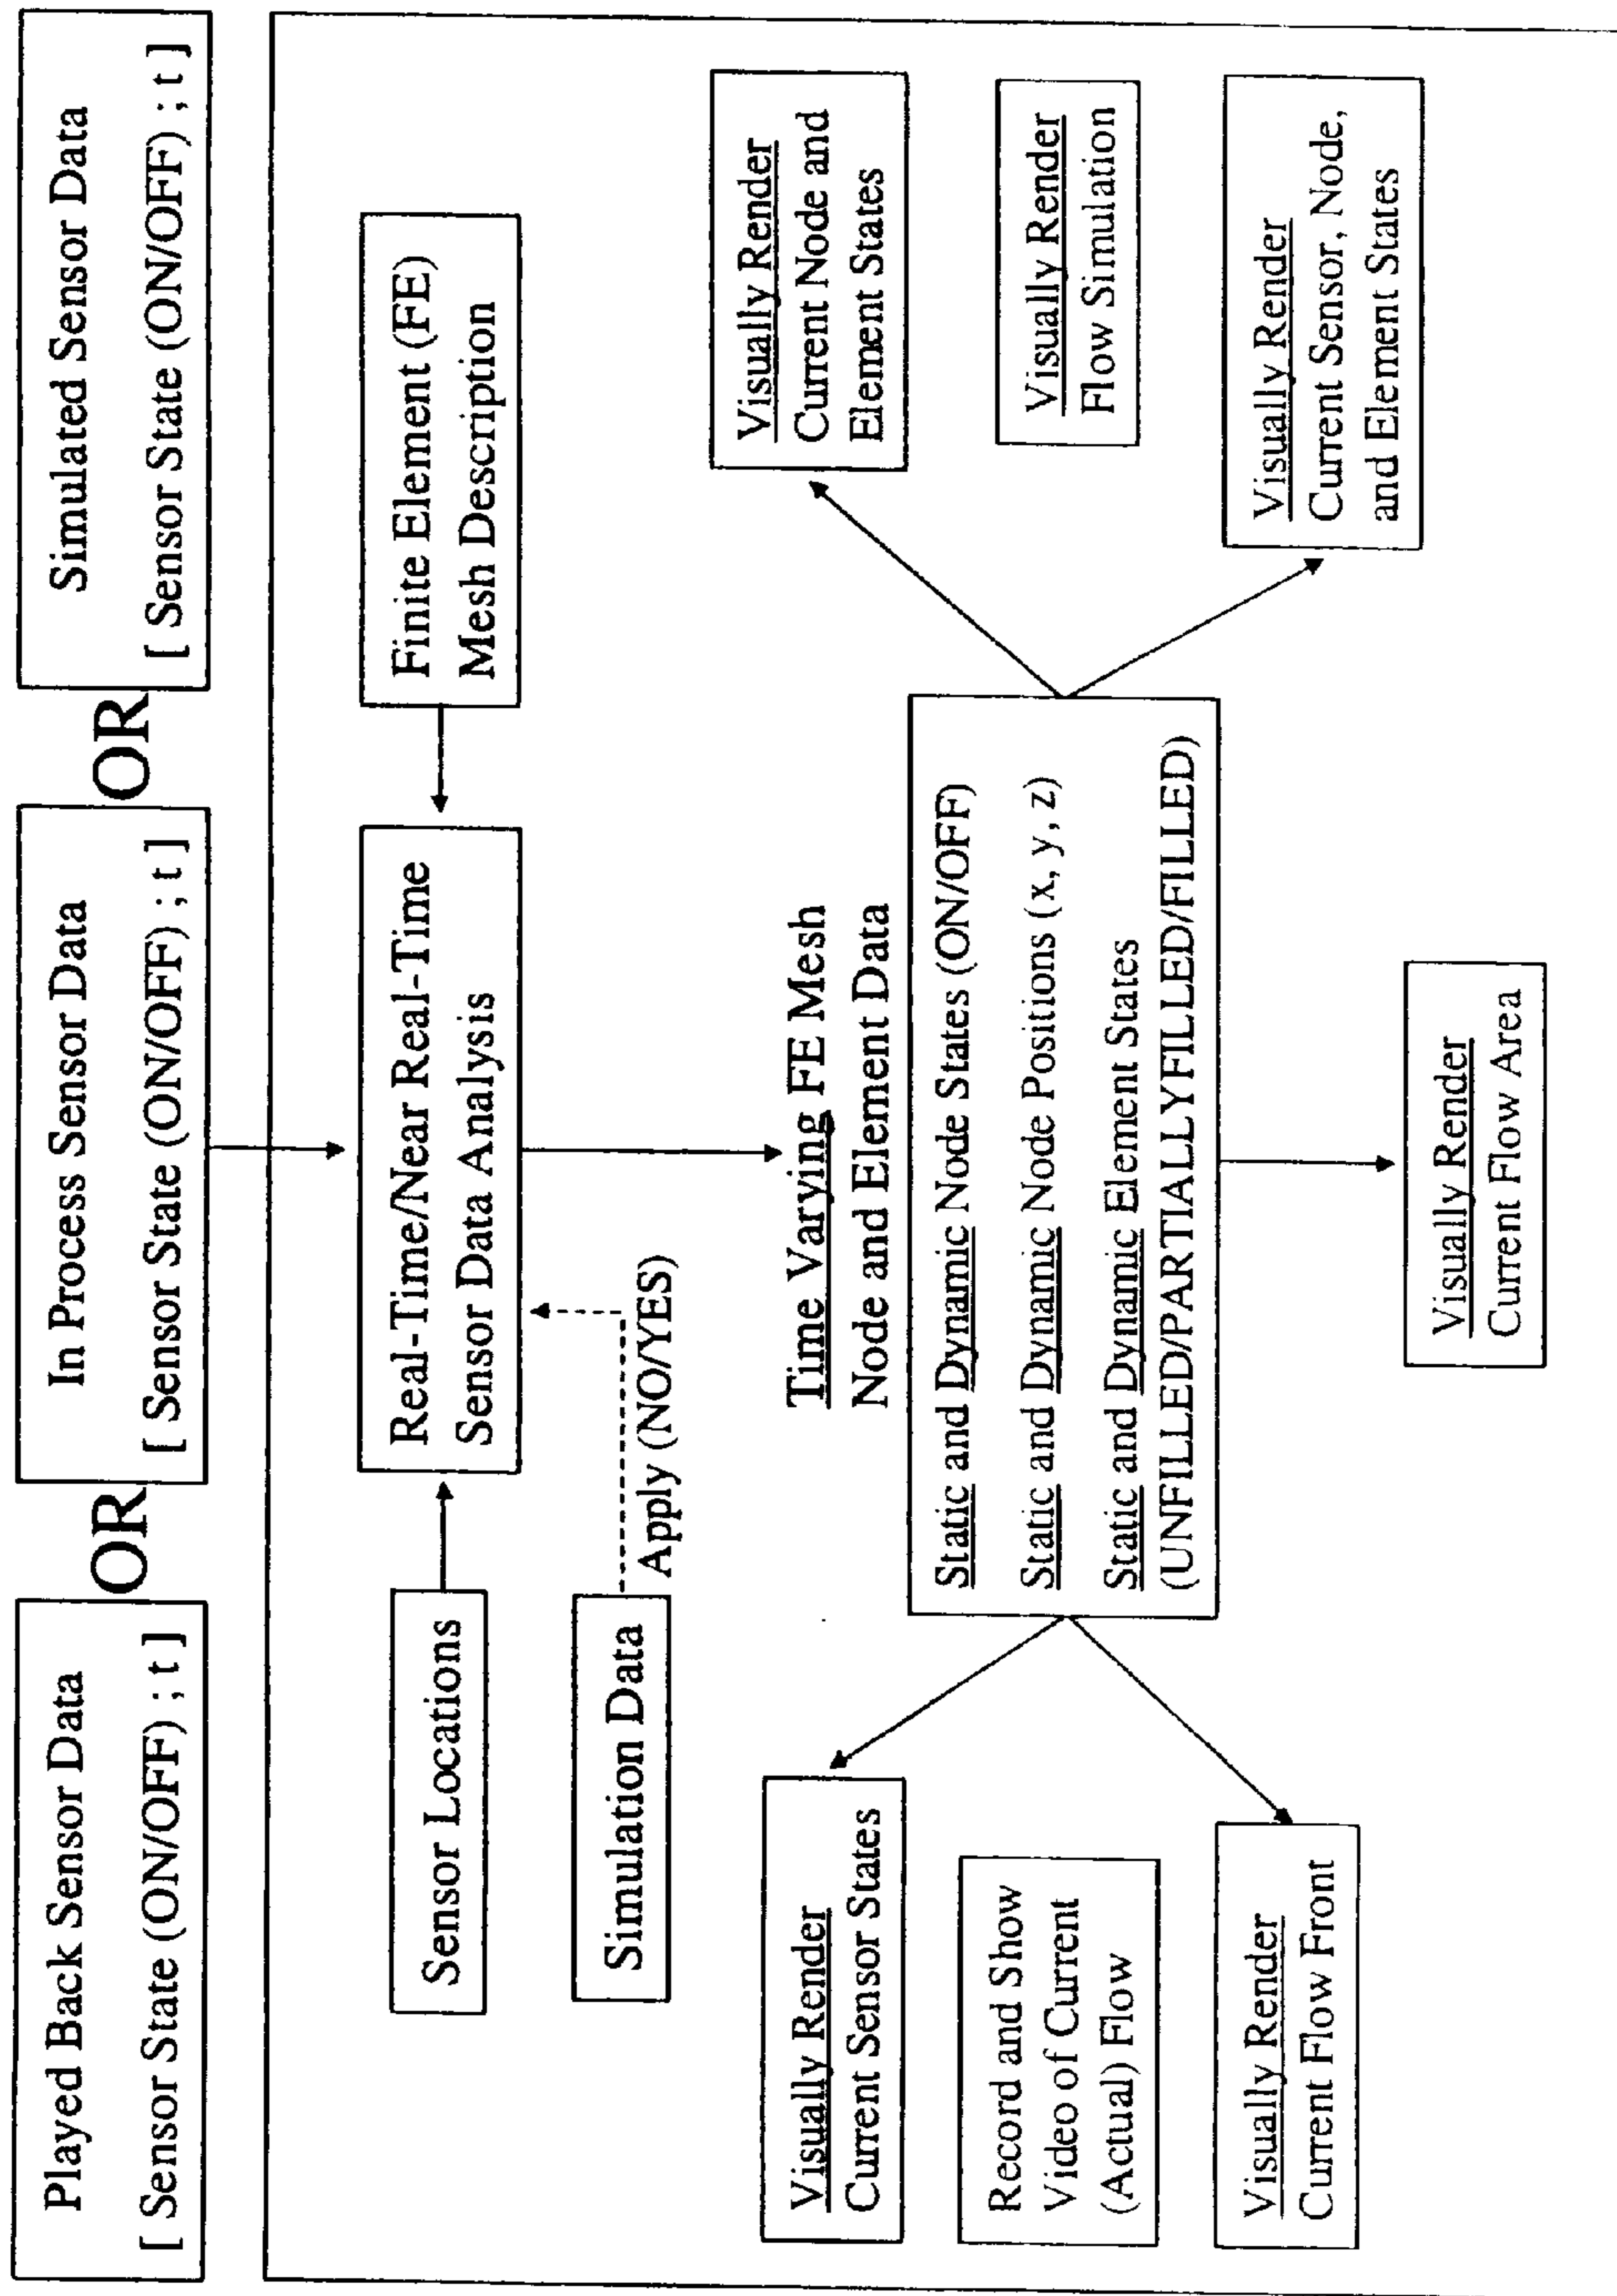 Played Back Sensor Data
[ Sensor State (ON/OFF) ; t ]
OR
In Process Sensor Data
[ Sensor State (ON/OFF) ; t ]
OR
Simulated Sensor Data
[ Sensor State (ON/OFF) ; t ]
Sensor Locations
Real-Time/Near Real-Time
Sensor Data Analysis
Finite Element (FE)
Mesh Description
Simulation Data
Apply (NO/YES)
Time Varying FE Mesh
Node and Element Data
Static and Dynamic Node States (ON/OFF)
Static and Dynamic Node Positions (x, y, z)
Static and Dynamic Element States
(UNFILLED/PARTIALLYFILLED/FILLED)
Visually Render
Current Sensor States
Record and Show
Video of Current
(Actual) Flow
Visually Render
Current Flow Front
Visually Render
Current Flow Area
Visually Render
Current Node and
Element States
Visually Render
Flow Simulation
Visually Render
Current Sensor, Node,
and Element States